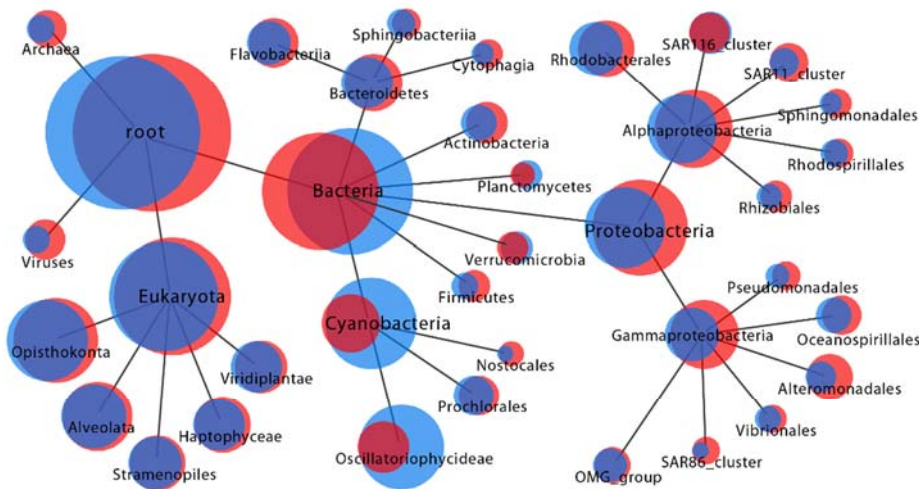 Archaea
root
Viruses
Eukaryota
Opisthokonta
Alveolata
Stramenopiles
Haptophyceae
Viridiplantae
Flavobacteriia
Sphingobacteriia
Cytophagia
Bacteroidetes
Actinobacteria
Bacteria
Planctomycetes
Verrucomicrobia
Firmicutes
Cyanobacteria
Nostocales
Prochlorales
Oscillatoriophycideae
Proteobacteria
Rhodobacterales
SAR116_cluster
SAR11_cluster
Alphaproteobacteria
Sphingomonadales
Rhodospirillales
Rhizobiales
Pseudomonadales
Gammaproteobacteria
Oceanospirillales
Alteromonadales
Vibrionales
SAR86_cluster
OMG_group